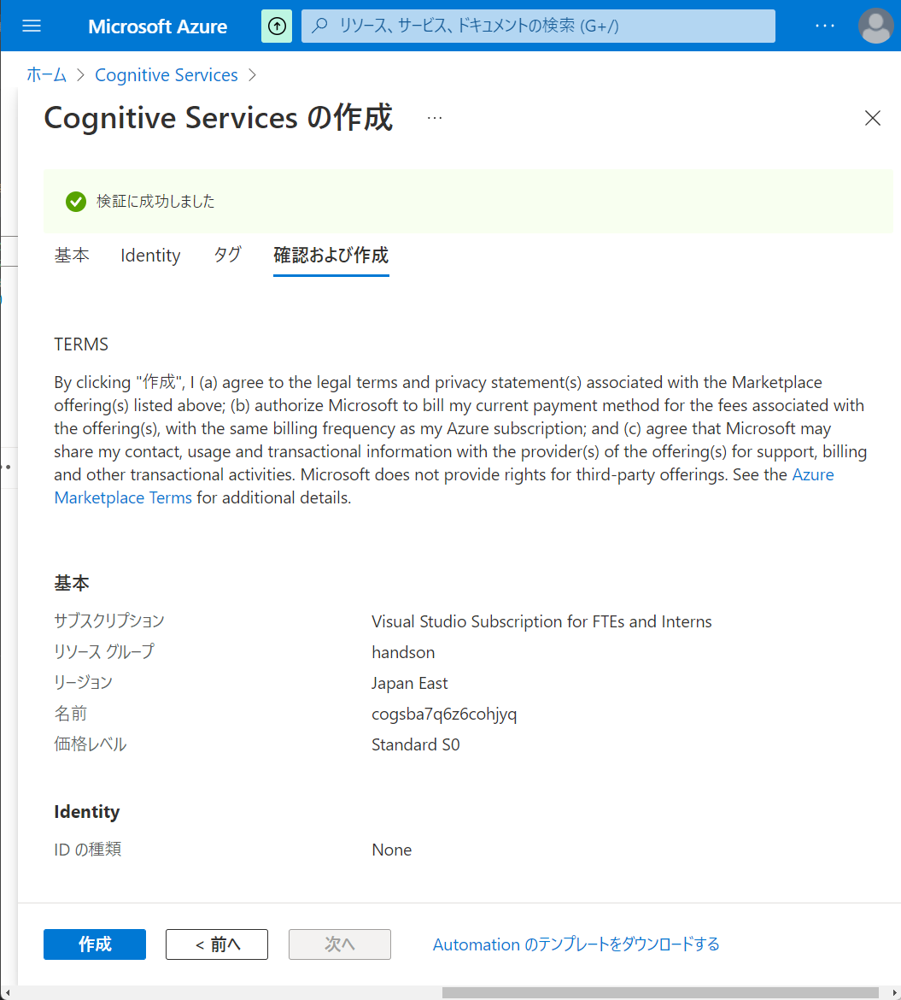 Microsoft Azure
リソース、サービス、ドキュメントの検索 (G+/)
ホーム > Cognitive Services >
Cognitive Services の作成 ...
検証に成功しました
基本 Identity タグ 確認および作成
TERMS
By clicking "作成", I (a) agree to the legal terms and privacy statement(s) associated with the Marketplace
offering(s) listed above; (b) authorize Microsoft to bill my current payment method for the fees associated with
the offering(s), with the same billing frequency as my Azure subscription; and (c) agree that Microsoft may
share my contact, usage and transactional information with the provider(s) of the offering(s) for support, billing
and other transactional activities. Microsoft does not provide rights for third-party offerings. See the Azure
Marketplace Terms for additional details.
基本
サブスクリプション Visual Studio Subscription for FTEs and Interns
リソース グループ handson
リージョン Japan East
名前 cogsba7q6z6cohjyq
価格レベル Standard S0
Identity
ID の種類 None
作成 < 前へ 次へ Automation のテンプレートをダウンロードする